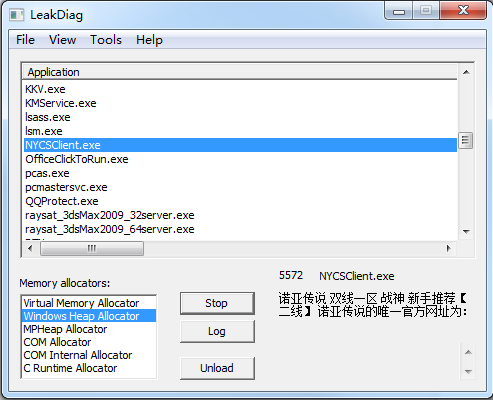 LeakDiag
File View Tools Help
Application
KKV.exe
KMService.exe
lsass.exe
lsm.exe
NYCSClient.exe
OfficeClickToRun.exe
pcas.exe
pcmastersvc.exe
QQProtect.exe
raysat_3dsMax2009_32server.exe
raysat_3dsMax2009_64server.exe
5572 NYCSClient.exe
Memory allocators:
诺亚传说 双线一区 战神 新手推荐【
二线】 诺亚传说的唯一官方网址为:
Virtual Memory Allocator
Windows Heap Allocator
MPHeap Allocator
COM Allocator
COM Internal Allocator
C Runtime Allocator
Stop
Log
Unload